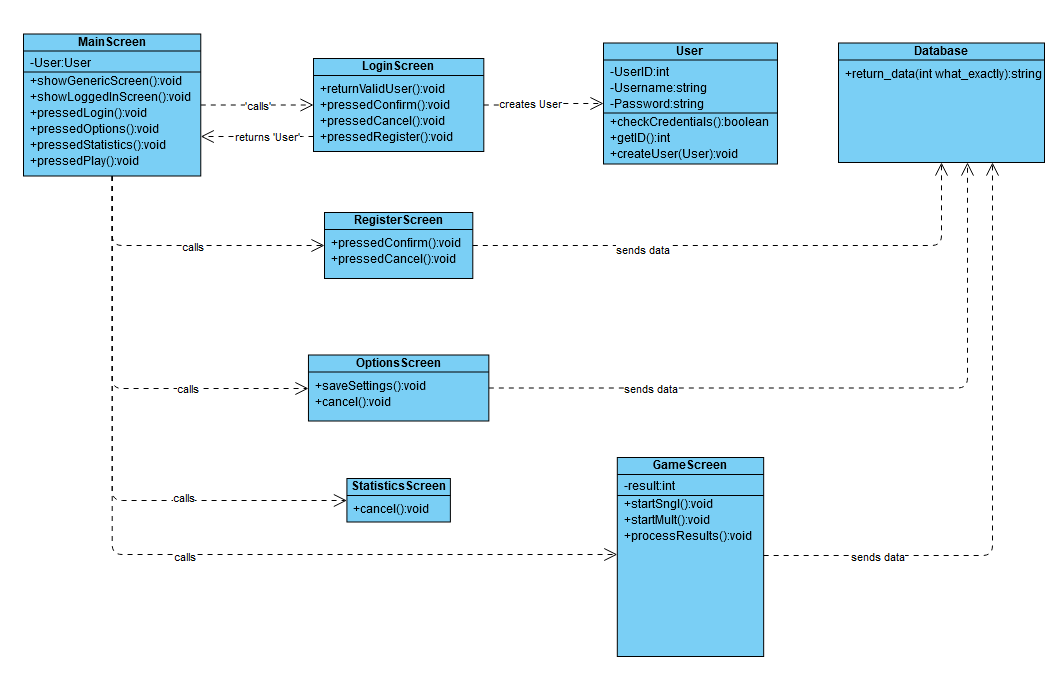 MainScreen
-User:User
+showGenericScreen():void
+showLoggedInScreen():void
+pressedLogin():void
+pressedOptions():void
+pressedStatistics():void
+pressedPlay():void
'calls'
returns 'User'
LoginScreen
+returnValidUser():void
+pressedConfirm():void
+pressedCancel():void
+pressedRegister():void
creates User
User
-UserID:int
-Username:string
-Password:string
+checkCredentials():boolean
+getID():int
+createUser(User):void
Database
+return_data(int what_exactly):string
calls
RegisterScreen
+pressedConfirm():void
+pressedCancel():void
sends data
calls
OptionsScreen
+saveSettings():void
+cancel():void
sends data
calls
StatisticsScreen
+cancel():void
calls
GameScreen
-result:int
+startSngl():void
+startMult():void
+processResults():void
sends data